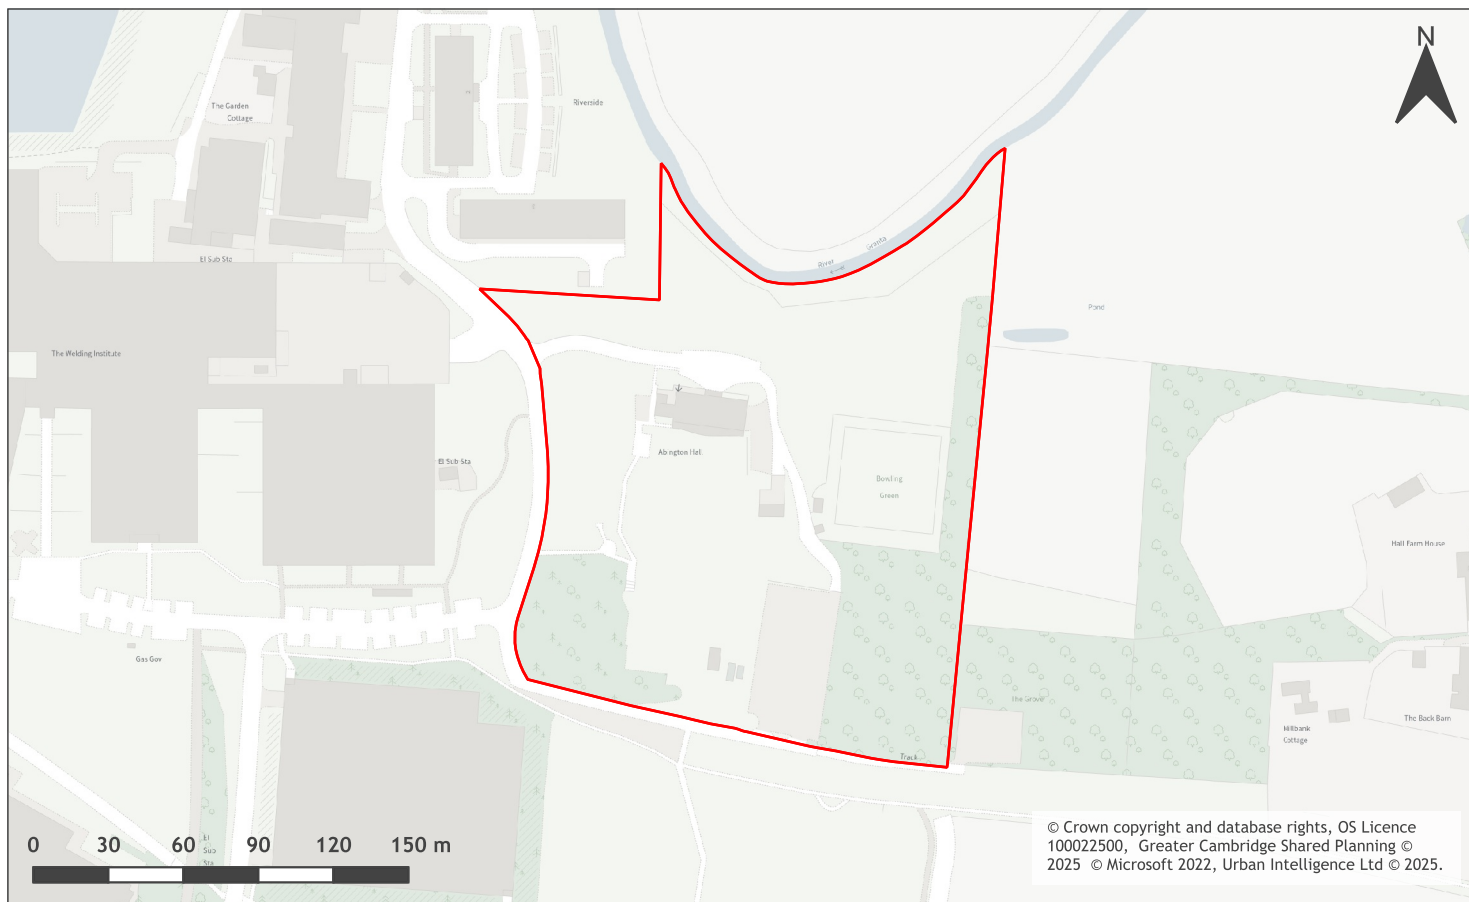 N
The Garden
Cottage
Riverside
El Sub Sta
River Granta
Pond
The Welding Institute
Abington Hall
El Sub Sta
Bowling
Green
Hall Farm House
Gas Gov
The Grove
The Back Barn
Millbank
Cottage
Track
El
Sub
Sta
0 30 60 90 120 150 m
© Crown copyright and database rights, OS Licence
100022500, Greater Cambridge Shared Planning ©
2025 © Microsoft 2022, Urban Intelligence Ltd © 2025.